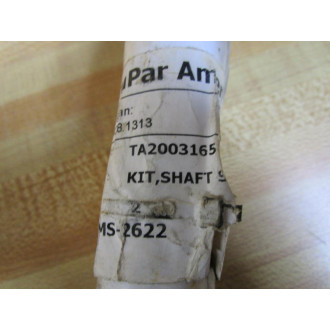 Par Am
in:
1313
TA2003165
KIT,SHAFT S
2
MS-2622